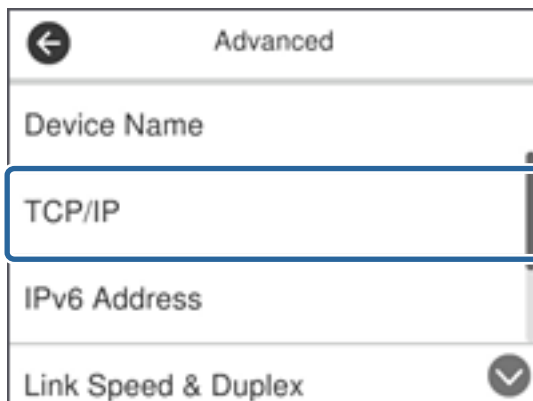 Advanced
Device Name
TCP/IP
IPv6 Address
Link Speed & Duplex